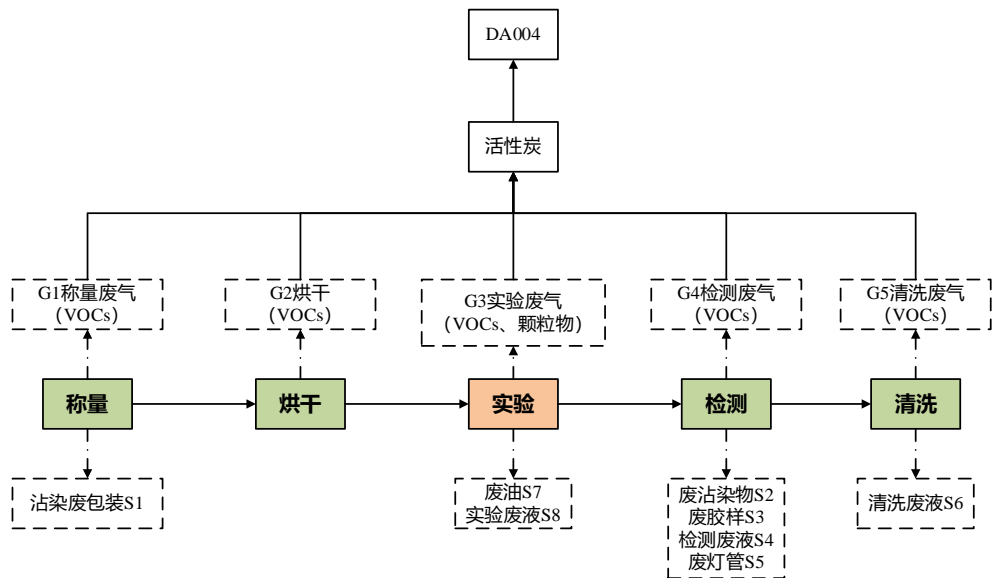 DA004
活性炭
G1称量废气
（VOCs）
G2烘干
（VOCs）
G3实验废气
（VOCs、颗粒物）
G4检测废气
（VOCs）
G5清洗废气
（VOCs）
称量
烘干
实验
检测
清洗
沾染废包装S1
废油S7
实验废液S8
废沾染物S2
废胶样S3
检测废液S4
废灯管S5
清洗废液S6